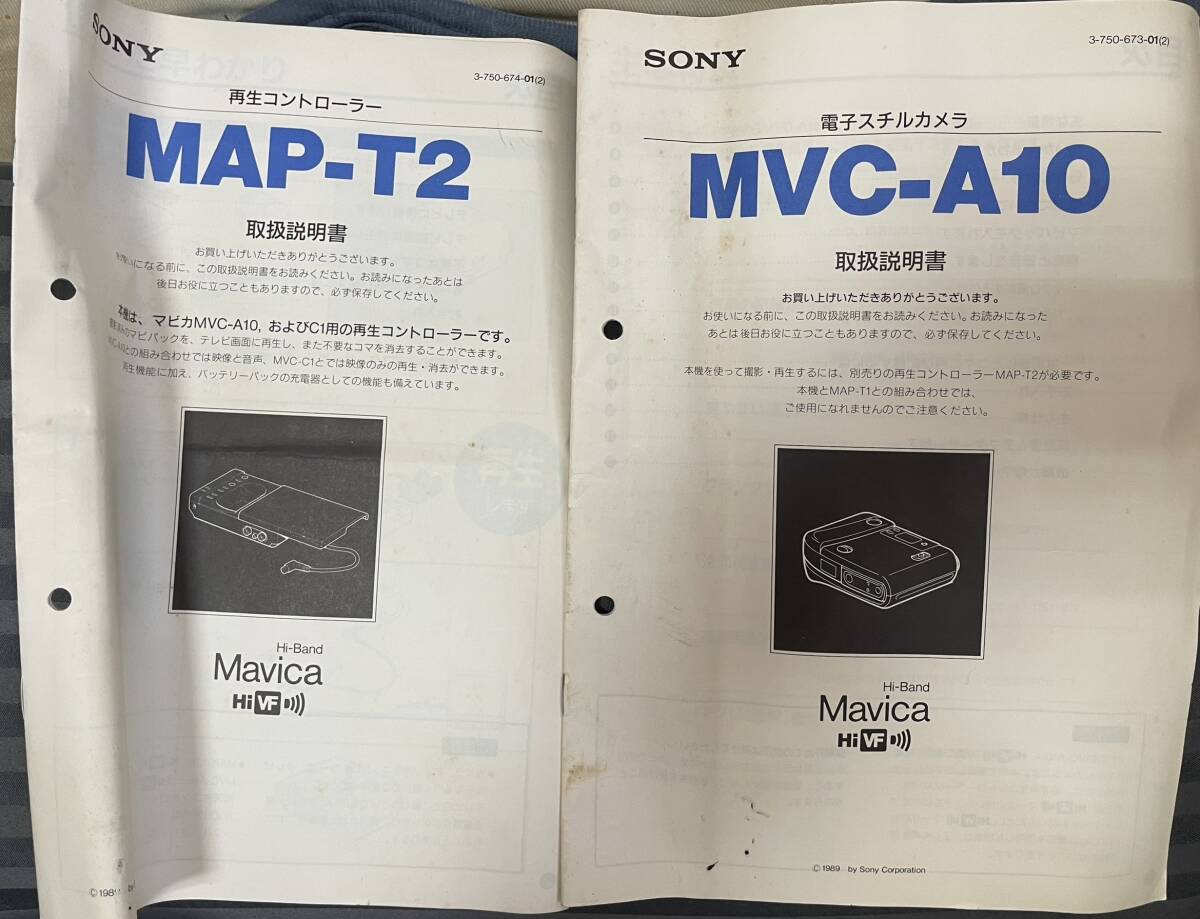 SONY
3-750-674-01(2)
再生コントローラー
MAP-T2
取扱説明書
お買い上げいただきありがとうございます。
お使いになる前に、この取扱説明書をお読みください。お読みになったあとは
後日お役に立つこともありますので、必ず保存してください。
本機は、マビカMVC-A10, およびC1用の再生コントローラーです。
のマビパックを、テレビ画面に再生し、また不要なコマを消去することができます。
との組み合わせでは映像と音声、MVC-C1とでは映像のみの再生・消去ができます。
再生機能に加え、バッテリーパックの充電器としての機能も備えています。
Hi-Band
Mavica
Hi VF
©198
SONY
3-750-673-01(2)
電子スチルカメラ
MVC-A10
取扱説明書
お買い上げいただきありがとうございます。
お使いになる前に、この取扱説明書をお読みください。お読みになった
あとは後日お役に立つこともありますので、必ず保存してください。
本機を使って撮影・再生するには、別売りの再生コントローラーMAP-T2が必要です。
本機とMAP-T1との組み合わせでは、
ご使用になれませんのでご注意ください。
Hi-Band
Mavica
Hi VF
©1989 by Sony Corporation